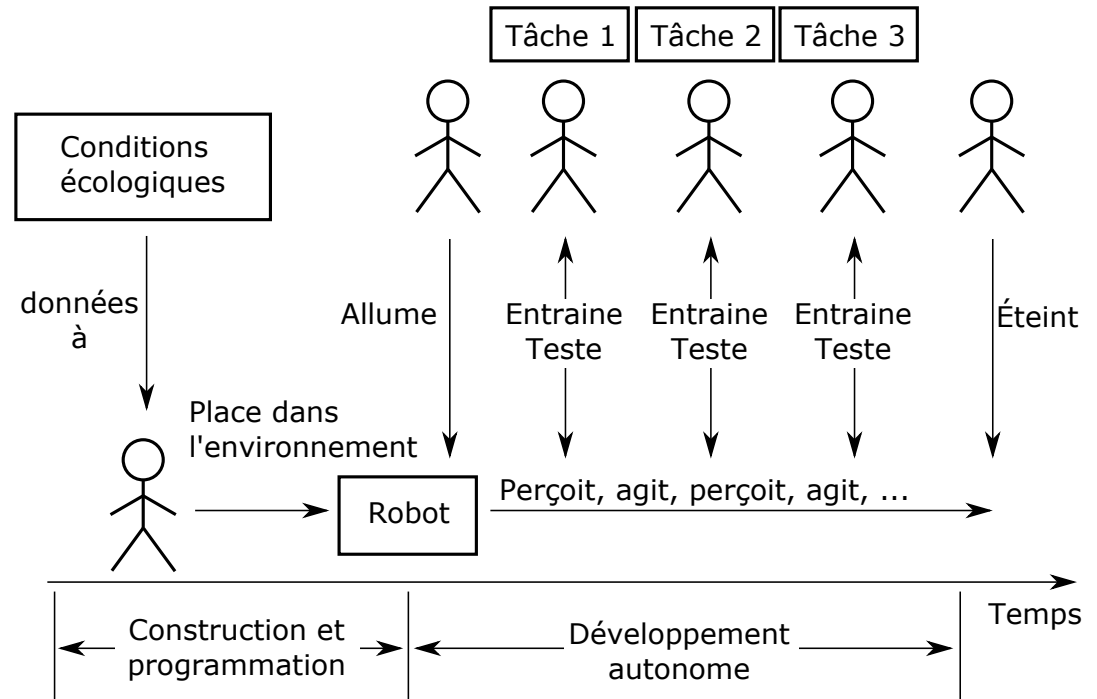 Tâche 1
Tâche 2
Tâche 3
Conditions
écologiques
données
à
Allume
Entraine
Teste
Entraine
Teste
Entraine
Teste
Éteint
Place dans
l'environnement
Robot
Perçoit, agit, perçoit, agit, ...
Temps
Construction et
programmation
Développement
autonome